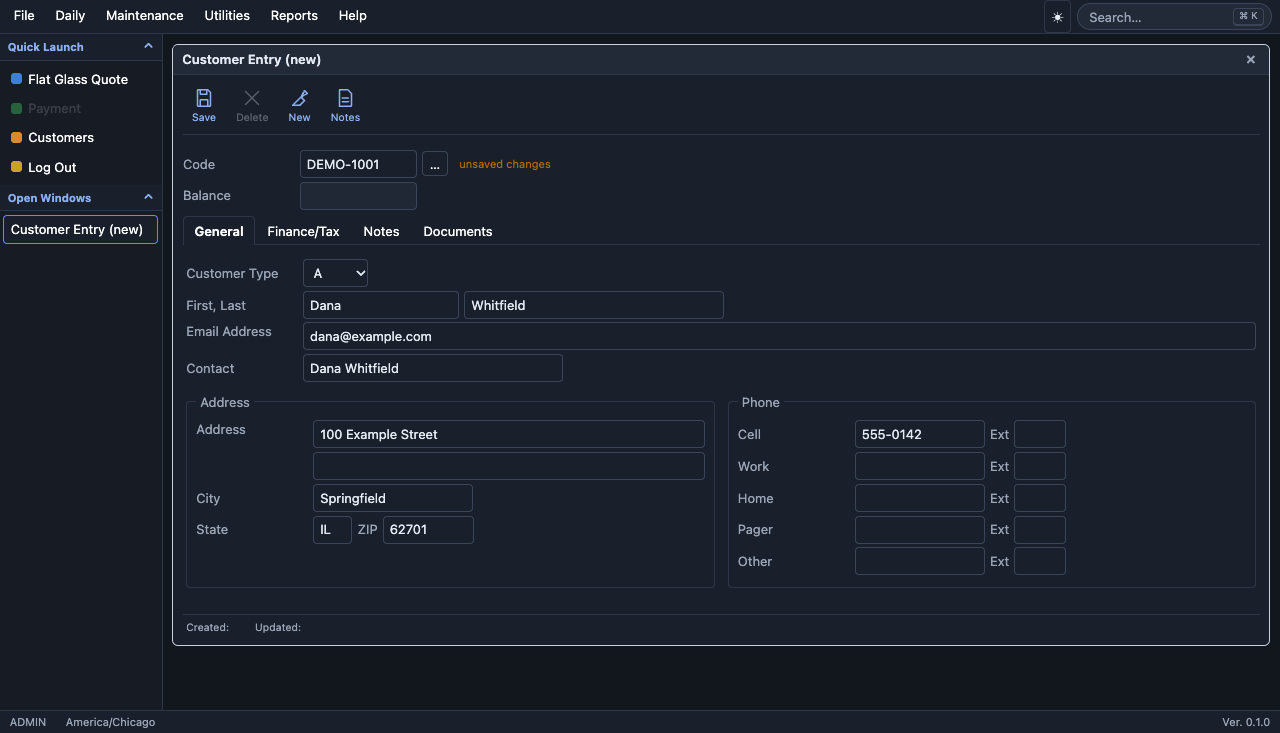 File Daily Maintenance Utilities Reports Help Search... ⌘ K
Quick Launch
Flat Glass Quote
Payment
Customers
Log Out
Open Windows
Customer Entry (new)
Customer Entry (new) ×
Save Delete New Notes
Code DEMO-1001 ... unsaved changes
Balance
General Finance/Tax Notes Documents
Customer Type A
First, Last Dana Whitfield
Email Address dana@example.com
Contact Dana Whitfield
Address
Address 100 Example Street
City Springfield
State IL ZIP 62701
Phone
Cell 555-0142 Ext
Work Ext
Home Ext
Pager Ext
Other Ext
Created: Updated:
ADMIN America/Chicago Ver. 0.1.0